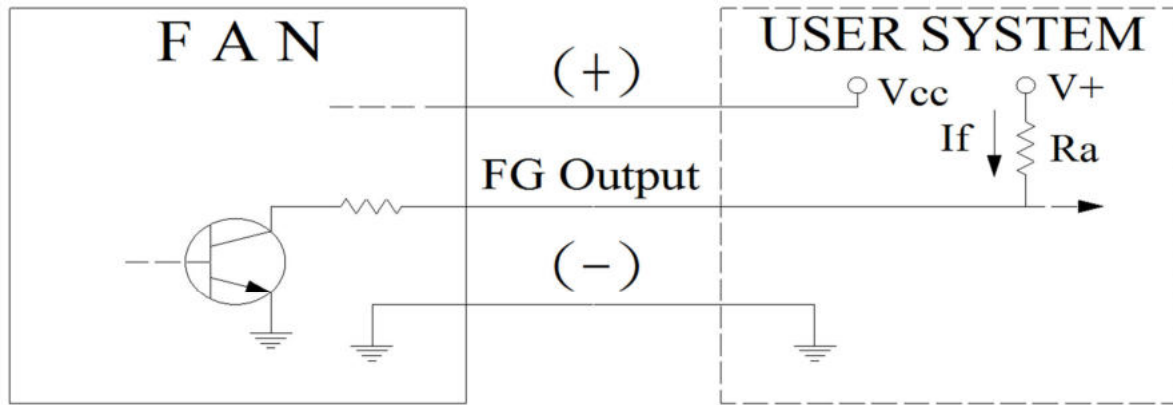 F A N
USER SYSTEM
(+)
Vcc
V+
If
Ra
FG Output
(-)